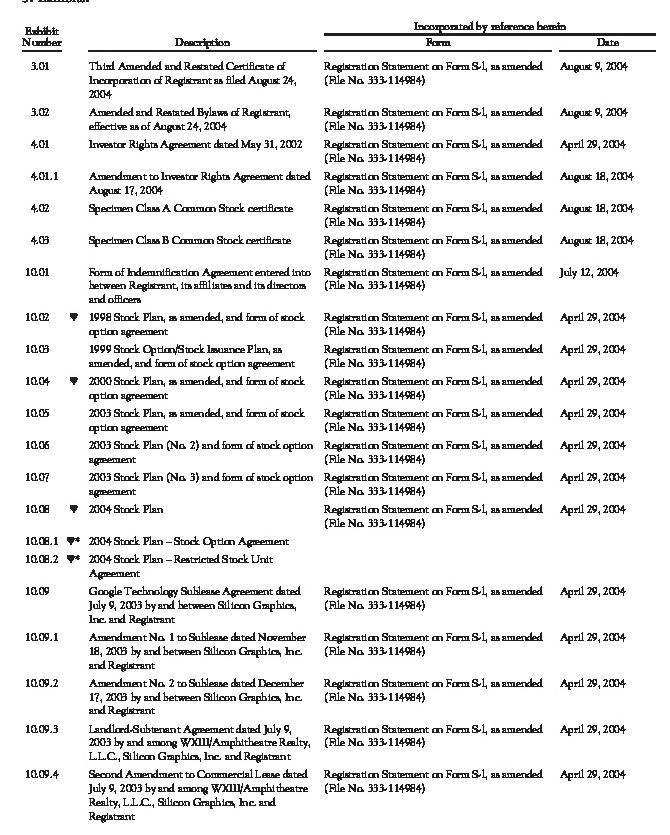 Exhibit
Number
Description
Incorporated by reference herein
Form
Date
3.01 Third Amended and Restated Certificate of Registration Statement on Form S-1, as amended August 9, 2004
Incorporation of Registrant as filed August 24, (File No. 333-114984)
2004
3.02 Amended and Restated Bylaws of Registrant, Registration Statement on Form S-1, as amended August 9, 2004
effective as of August 24, 2004 (File No. 333-114984)
4.01 Investor Rights Agreement dated May 31, 2002 Registration Statement on Form S-1, as amended April 29, 2004
(File No. 333-114984)
4.01.1 Amendment to Investor Rights Agreement dated Registration Statement on Form S-1, as amended August 18, 2004
August 17, 2004 (File No. 333-114984)
4.02 Specimen Class A Common Stock certificate Registration Statement on Form S-1, as amended August 18, 2004
(File No. 333-114984)
4.03 Specimen Class B Common Stock certificate Registration Statement on Form S-1, as amended August 18, 2004
(File No. 333-114984)
10.01 Form of Indemnification Agreement entered into Registration Statement on Form S-1, as amended July 12, 2004
between Registrant, its affiliates and its directors (File No. 333-114984)
and officers
10.02 ▼ 1998 Stock Plan, as amended, and form of stock Registration Statement on Form S-1, as amended April 29, 2004
option agreement (File No. 333-114984)
10.03 1999 Stock Option/Stock Issuance Plan, as Registration Statement on Form S-1, as amended April 29, 2004
amended, and form of stock option agreement (File No. 333-114984)
10.04 ▼ 2000 Stock Plan, as amended, and form of stock Registration Statement on Form S-1, as amended April 29, 2004
option agreement (File No. 333-114984)
10.05 2003 Stock Plan, as amended, and form of stock Registration Statement on Form S-1, as amended April 29, 2004
option agreement (File No. 333-114984)
10.06 2003 Stock Plan (No. 2) and form of stock option Registration Statement on Form S-1, as amended April 29, 2004
agreement (File No. 333-114984)
10.07 2003 Stock Plan (No. 3) and form of stock option Registration Statement on Form S-1, as amended April 29, 2004
agreement (File No. 333-114984)
10.08 ▼ 2004 Stock Plan Registration Statement on Form S-1, as amended April 29, 2004
(File No. 333-114984)
10.08.1 ▼* 2004 Stock Plan – Stock Option Agreement
10.08.2 ▼* 2004 Stock Plan – Restricted Stock Unit
Agreement
10.09 Google Technology Sublease Agreement dated Registration Statement on Form S-1, as amended April 29, 2004
July 9, 2003 by and between Silicon Graphics, (File No. 333-114984)
Inc. and Registrant
10.09.1 Amendment No. 1 to Sublease dated November Registration Statement on Form S-1, as amended April 29, 2004
18, 2003 by and between Silicon Graphics, Inc. (File No. 333-114984)
and Registrant
10.09.2 Amendment No. 2 to Sublease dated December Registration Statement on Form S-1, as amended April 29, 2004
17, 2003 by and between Silicon Graphics, Inc. (File No. 333-114984)
and Registrant
10.09.3 Landlord-Subtenant Agreement dated July 9, Registration Statement on Form S-1, as amended April 29, 2004
2003 by and among WXIII/Amphitheatre Realty, (File No. 333-114984)
L.L.C., Silicon Graphics, Inc. and Registrant
10.09.4 Second Amendment to Commercial Lease dated Registration Statement on Form S-1, as amended April 29, 2004
July 9, 2003 by and among WXIII/Amphitheatre (File No. 333-114984)
Realty, L.L.C., Silicon Graphics, Inc. and
Registrant